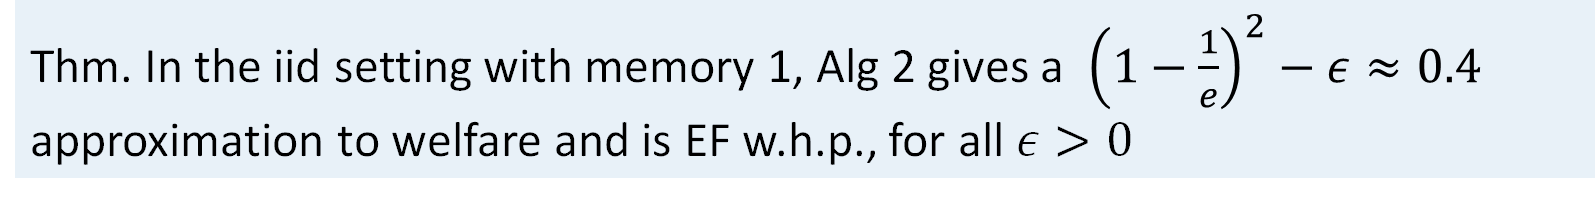 Thm. In the iid setting with memory 1, Alg 2 gives a (1 − 1/e)² − ϵ ≈ 0.4
approximation to welfare and is EF w.h.p., for all ϵ > 0